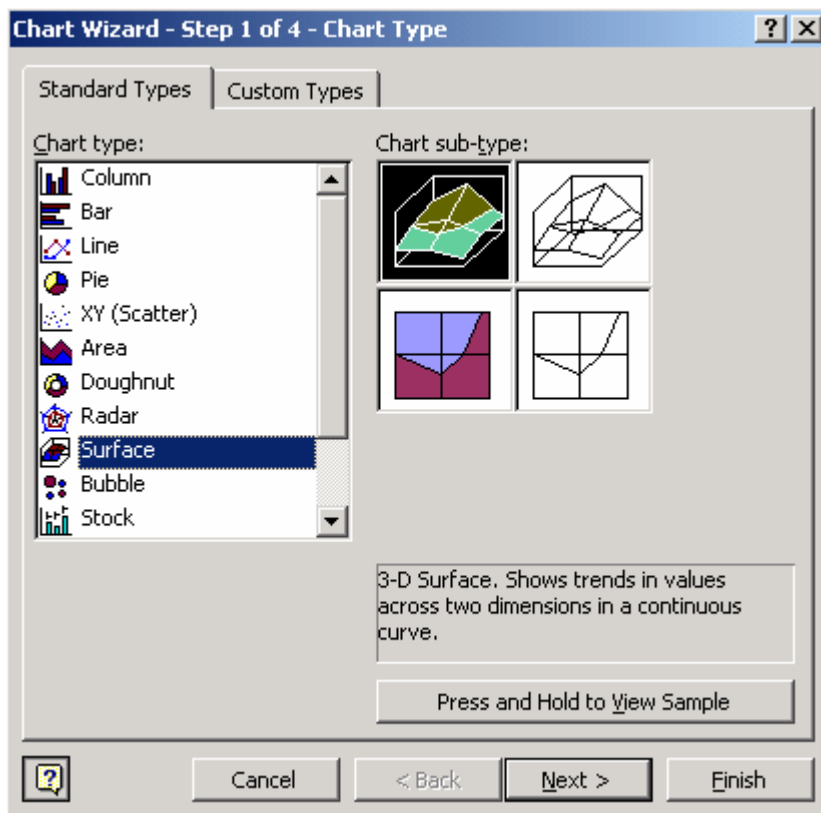 Chart Wizard - Step 1 of 4 - Chart Type
Standard Types
Custom Types
Chart type:
Column
Bar
Line
Pie
XY (Scatter)
Area
Doughnut
Radar
Surface
Bubble
Stock
Chart sub-type:
3-D Surface. Shows trends in values
across two dimensions in a continuous
curve.
Press and Hold to View Sample
Cancel
< Back
Next >
Finish